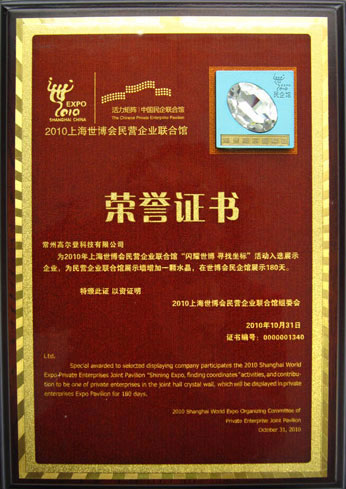 EXPO
2010
SHANGHAI CHINA
活力矩阵 | 中国民企联合馆
The Chinese Private Enterprise Pavilion
2010上海世博会民营企业联合馆
荣誉证书
常州高尔登科技有限公司
为2010年上海世博会民营企业联合馆“闪耀世博 寻找坐标”活动入选展示
企业，为民营企业联合馆展示墙增加一颗水晶，在世博会民企馆展示180天。
特颁此证 以资证明
2010上海世博会民营企业联合馆组委会
2010年10月31日
证书编号：0000001340
Ltd.
Special awarded to selected displaying company participates the 2010 Shanghai World
Expo-Private Enterprises Joint Pavilion "Shining Expo, finding coordinates" activities, and contribu-
tion to be one of private enterprises in the joint hall crystal wall, which will be displayed inprivate
enterprises Expo Pavilion for 180 days.
2010 Shanghai World Expo Organizing Committee of
Private Enterprise Joint Pavilion
October 31, 2010